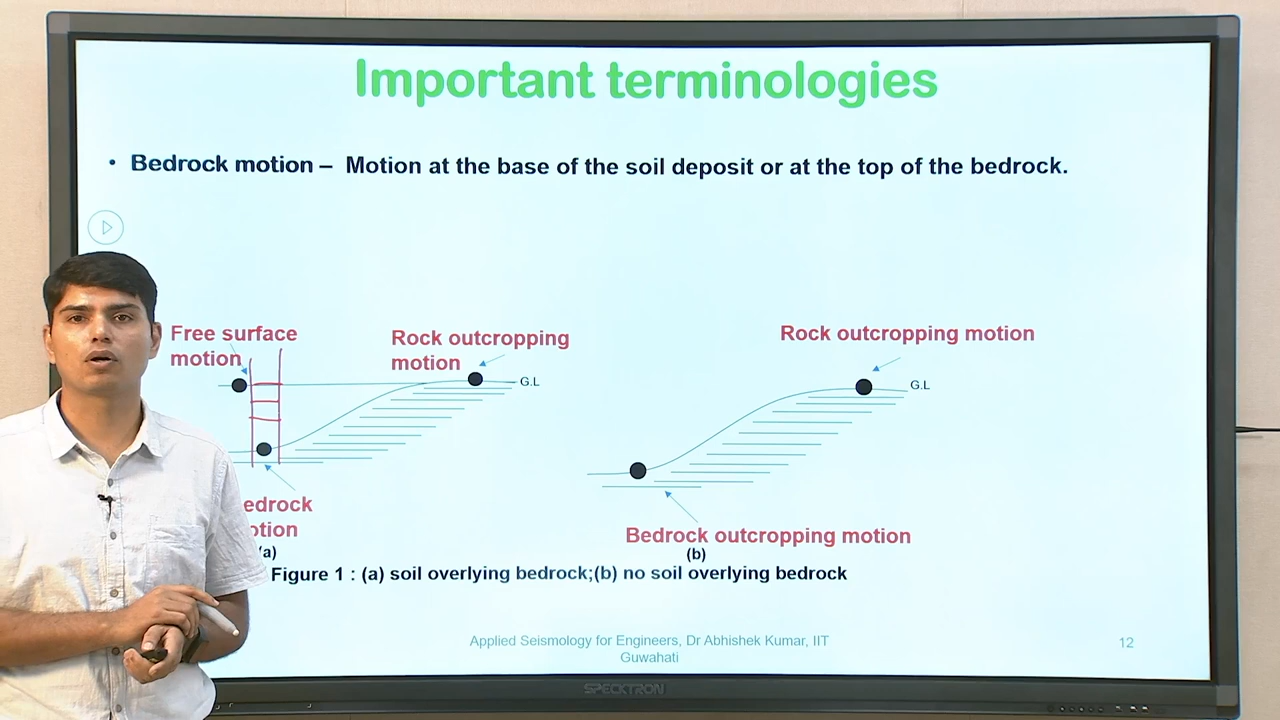 Important terminologies
• Bedrock motion – Motion at the base of the soil deposit or at the top of the bedrock.
Free surface
motion
Rock outcropping
motion
G.L
edrock
otion
(a)
Rock outcropping motion
G.L
Bedrock outcropping motion
(b)
Figure 1 : (a) soil overlying bedrock;(b) no soil overlying bedrock
Applied Seismology for Engineers, Dr Abhishek Kumar, IIT
Guwahati
12
SPECKTRON